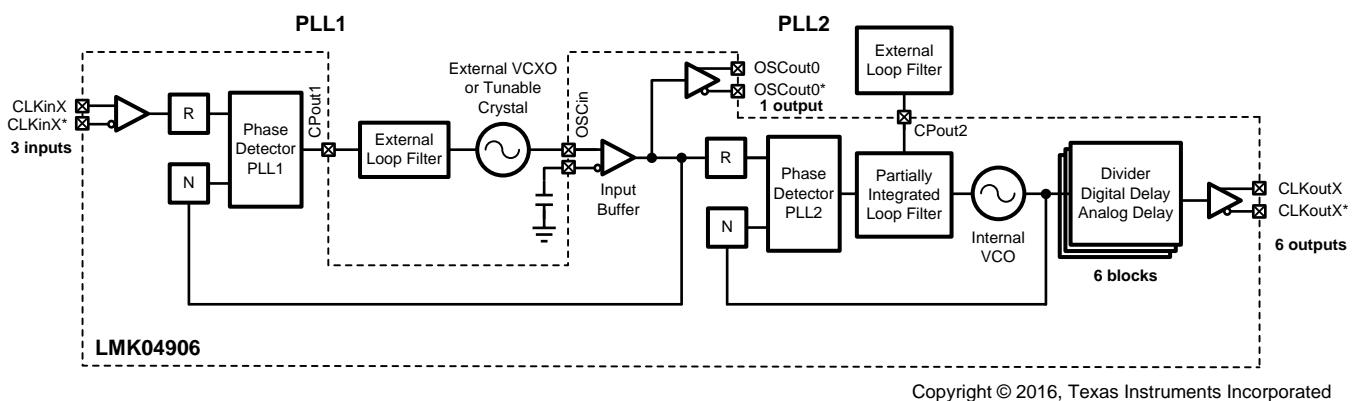 PLL1
PLL2
CLKinX
CLKinX*
3 inputs
R
N
Phase
Detector
PLL1
CPout1
External
Loop Filter
External VCXO
or Tunable
Crystal
OSCin
Input
Buffer
OSCout0
OSCout0*
1 output
R
N
Phase
Detector
PLL2
External
Loop Filter
CPout2
Partially
Integrated
Loop Filter
Internal
VCO
Divider
Digital Delay
Analog Delay
6 blocks
CLKoutX
CLKoutX*
6 outputs
LMK04906
Copyright © 2016, Texas Instruments Incorporated